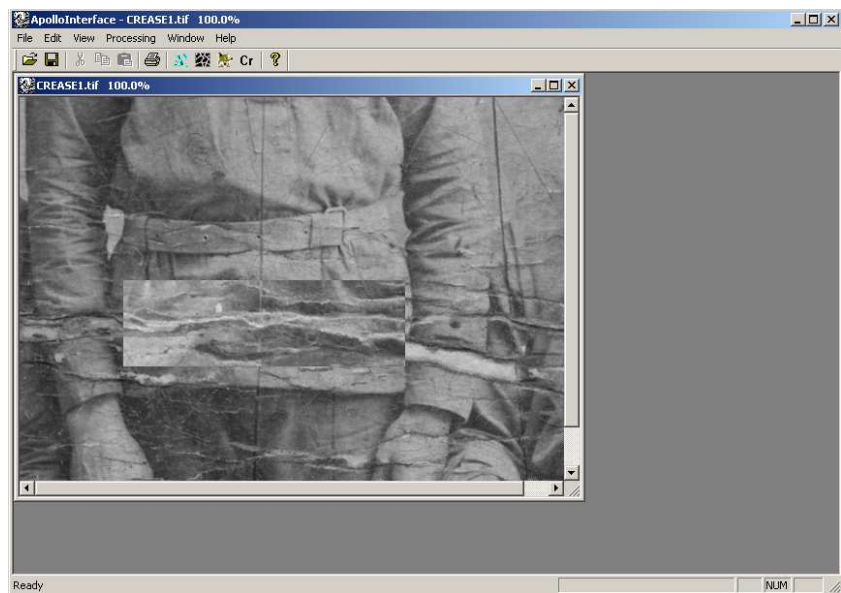 ApolloInterface - CREASE1.tif 100.0%
File Edit View Processing Window Help
Cr
CREASE1.tif 100.0%
Ready
NUM